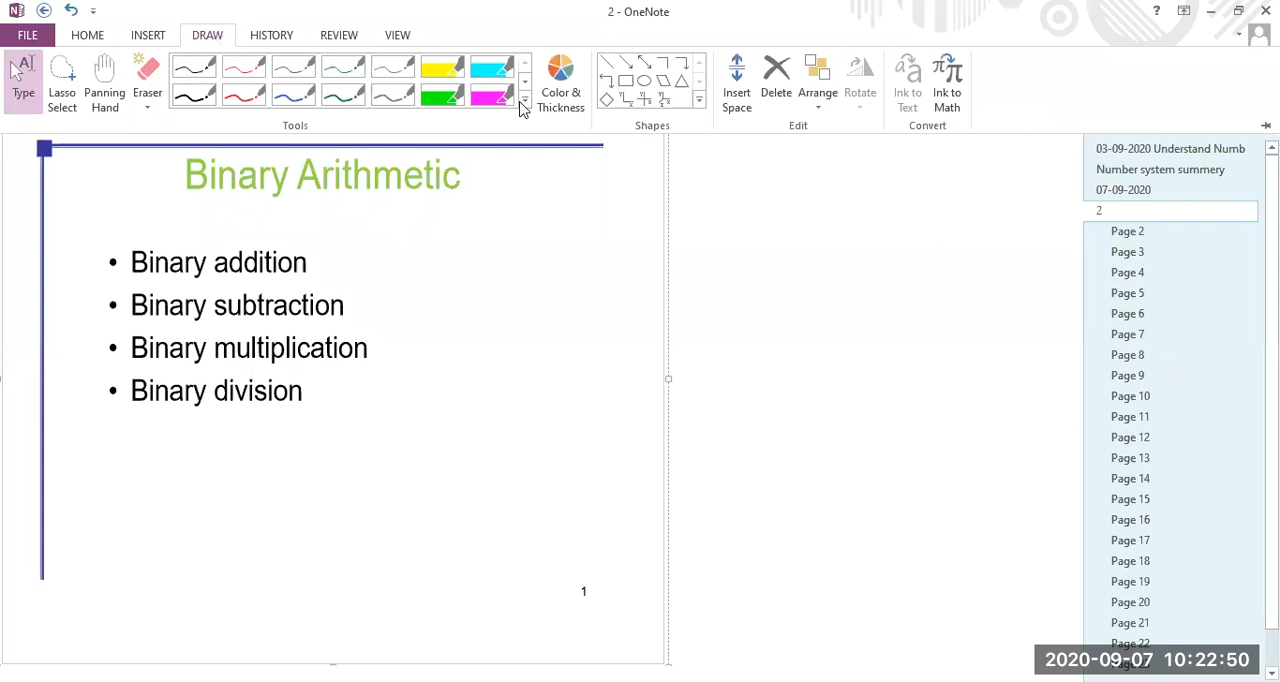 2 - OneNote
?
FILE HOME INSERT DRAW HISTORY REVIEW VIEW
Type
Lasso Select
Panning Hand
Eraser
Color & Thickness
Insert Space
Delete
Arrange
Rotate
Ink to Text
Ink to Math
Tools
Shapes
Edit
Convert
Binary Arithmetic
• Binary addition
• Binary subtraction
• Binary multiplication
• Binary division
1
03-09-2020 Understand Numb
Number system summery
07-09-2020
2
Page 2
Page 3
Page 4
Page 5
Page 6
Page 7
Page 8
Page 9
Page 10
Page 11
Page 12
Page 13
Page 14
Page 15
Page 16
Page 17
Page 18
Page 19
Page 20
Page 21
Page 22
2020-09-07 10:22:50